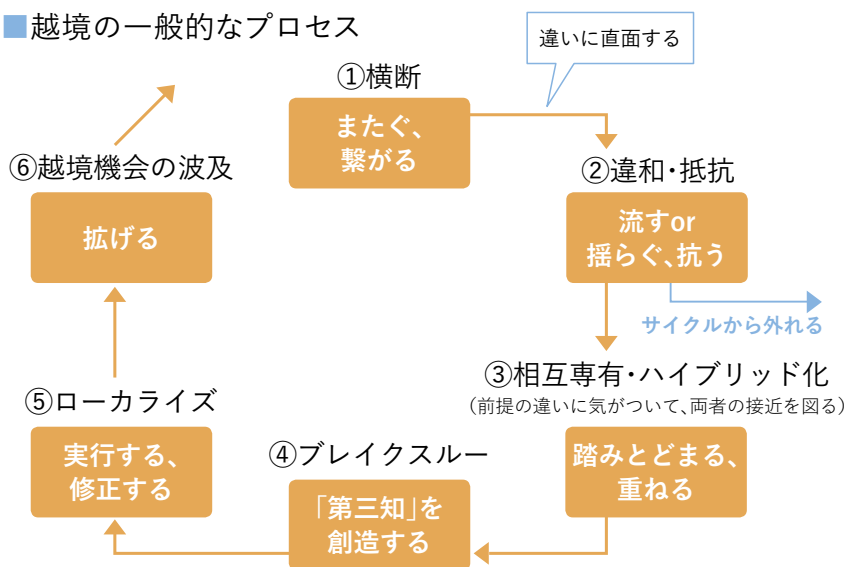 越境の一般的なプロセス
違いに直面する
①横断
またぐ、
繋がる
②違和・抵抗
流すor
揺らぐ、抗う
サイクルから外れる
③相互専有・ハイブリッド化
（前提の違いに気がついて、両者の接近を図る）
踏みとどまる、
重ねる
④ブレイクスルー
「第三知」を
創造する
⑤ローカライズ
実行する、
修正する
⑥越境機会の波及
拡げる